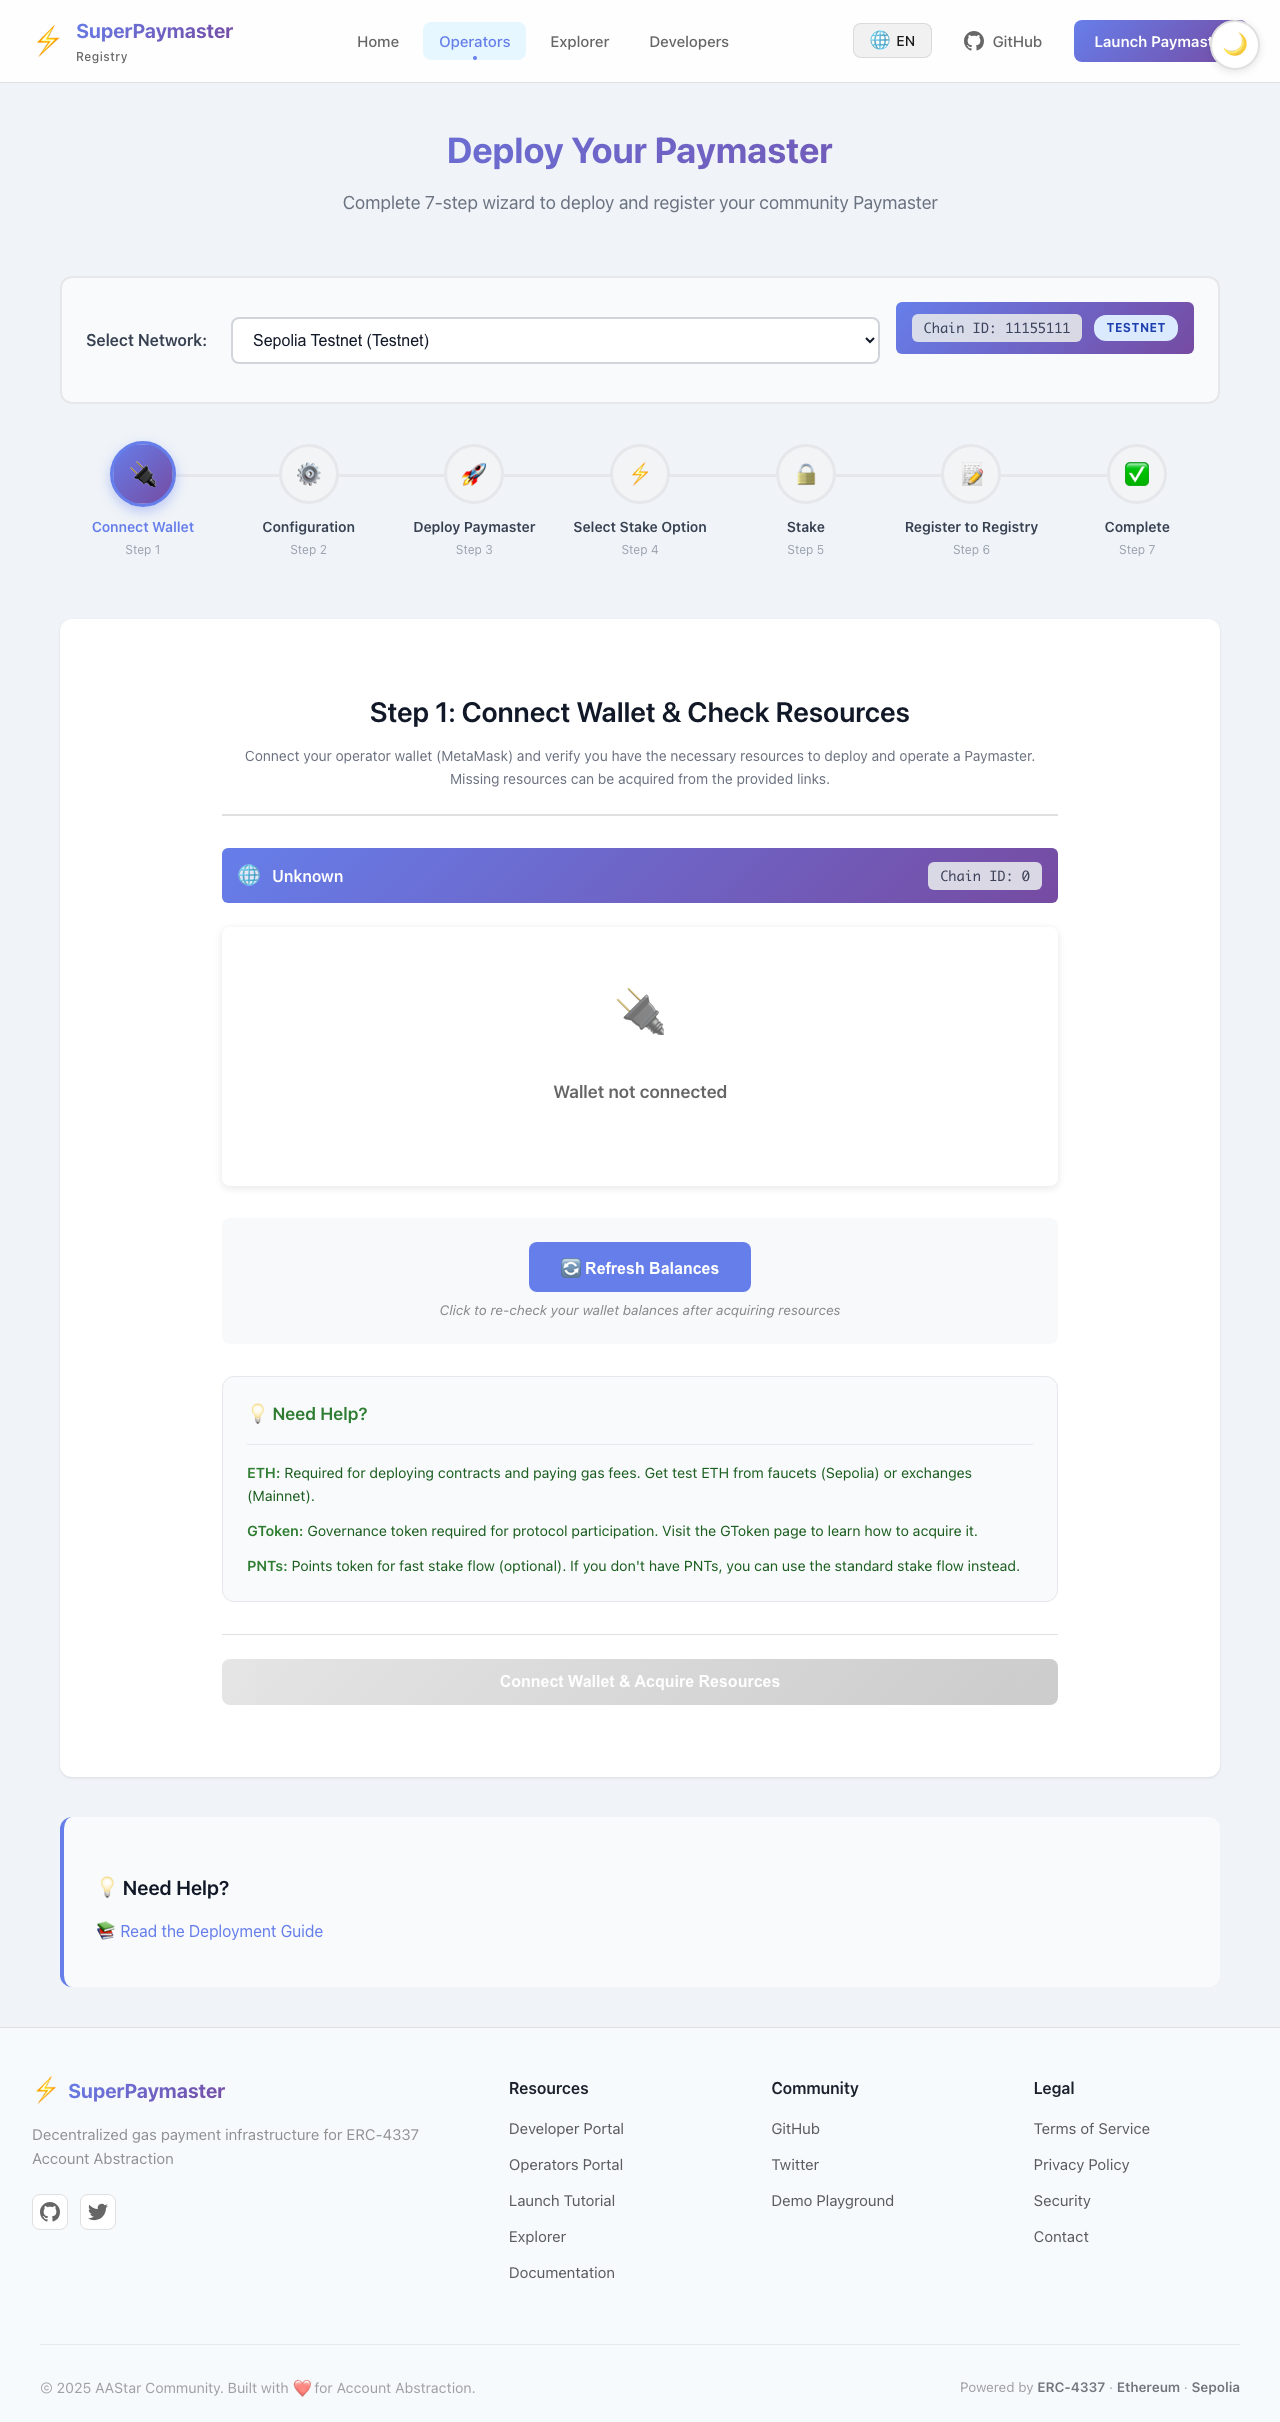 ⚡ SuperPaymaster
Registry
Home
Operators
Explorer
Developers
🌐 EN
GitHub
Launch Paymast
🌙
Deploy Your Paymaster
Complete 7-step wizard to deploy and register your community Paymaster
Select Network:
Sepolia Testnet (Testnet)
Chain ID: 11155111
TESTNET
🔌
⚙️
🚀
⚡
🔒
📝
✅
Connect Wallet
Configuration
Deploy Paymaster
Select Stake Option
Stake
Register to Registry
Complete
Step 1
Step 2
Step 3
Step 4
Step 5
Step 6
Step 7
Step 1: Connect Wallet & Check Resources
Connect your operator wallet (MetaMask) and verify you have the necessary resources to deploy and operate a Paymaster.
Missing resources can be acquired from the provided links.
🌐 Unknown
Chain ID: 0
🔌
Wallet not connected
🔄 Refresh Balances
Click to re-check your wallet balances after acquiring resources
💡 Need Help?
ETH: Required for deploying contracts and paying gas fees. Get test ETH from faucets (Sepolia) or exchanges
(Mainnet).
GToken: Governance token required for protocol participation. Visit the GToken page to learn how to acquire it.
PNTs: Points token for fast stake flow (optional). If you don't have PNTs, you can use the standard stake flow instead.
Connect Wallet & Acquire Resources
💡 Need Help?
📚 Read the Deployment Guide
⚡ SuperPaymaster
Decentralized gas payment infrastructure for ERC-4337
Account Abstraction
Resources
Developer Portal
Operators Portal
Launch Tutorial
Explorer
Documentation
Community
GitHub
Twitter
Demo Playground
Legal
Terms of Service
Privacy Policy
Security
Contact
© 2025 AAStar Community. Built with ❤️ for Account Abstraction.
Powered by ERC-4337 · Ethereum · Sepolia